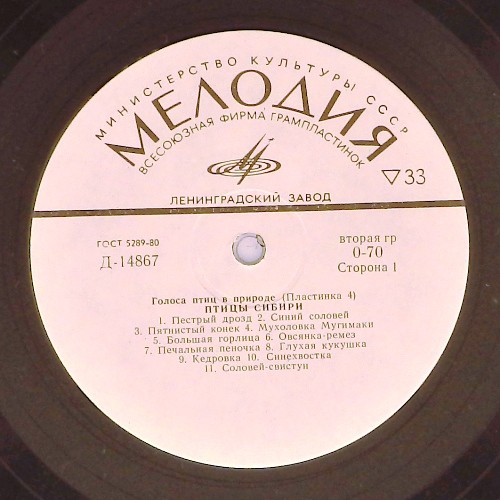 МИНИСТЕРСТВО КУЛЬТУРЫ СССР
МЕЛОДИЯ
ВСЕСОЮЗНАЯ ФИРМА ГРАМПЛАСТИНОК
▽33
ЛЕНИНГРАДСКИЙ ЗАВОД
ГОСТ 5289-80
Д-14867
вторая гр
0-70
Сторона 1
Голоса птиц в природе (Пластинка 4)
ПТИЦЫ СИБИРИ
1. Пестрый дрозд 2. Синий соловей
3. Пятнистый конек 4. Мухоловка Мугимаки
5. Большая горлица 6. Овсянка-ремез
7. Печальная пеночка 8. Глухая кукушка
9. Кедровка 10. Синехвостка
11. Соловей-свистун